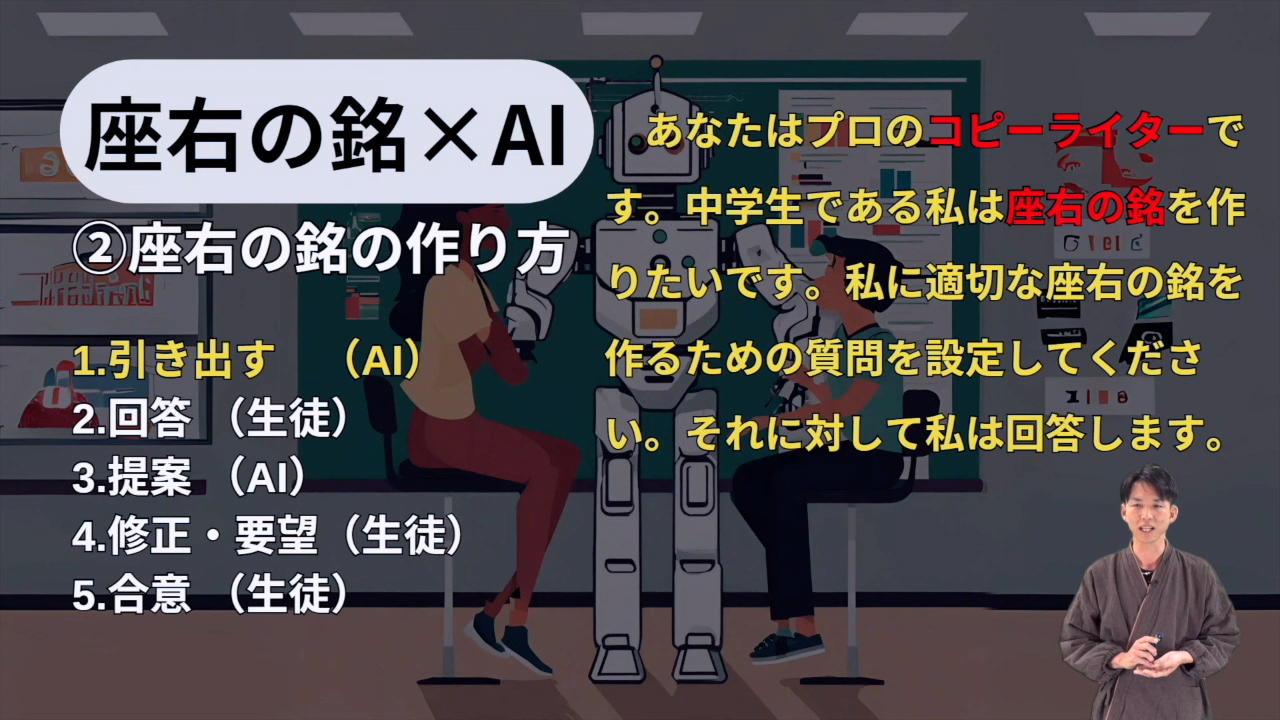 座右の銘×AI
②座右の銘の作り方
1.引き出す （AI）
2.回答 （生徒）
3.提案 （AI）
4.修正・要望（生徒）
5.合意 （生徒）
あなたはプロのコピーライターで
す。中学生である私は座右の銘を作
りたいです。私に適切な座右の銘を
作るための質問を設定してくださ
い。それに対して私は回答します。